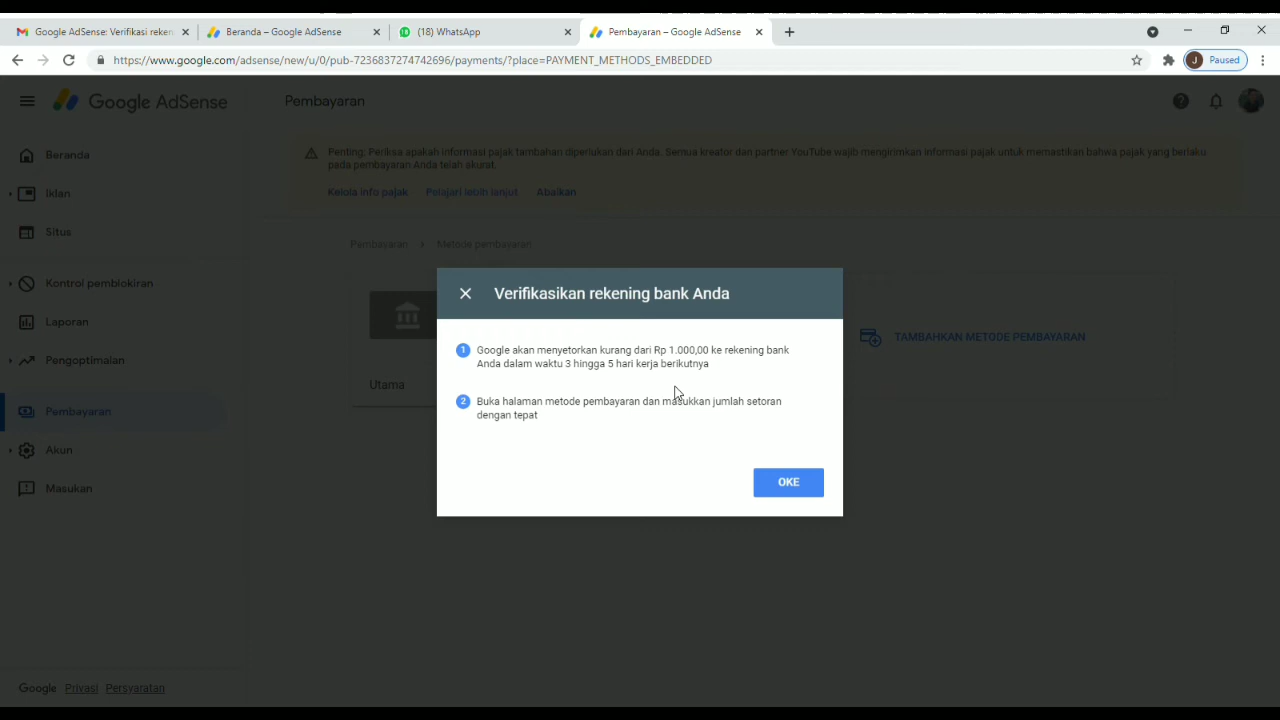 Google AdSense: Verifikasi reken
Beranda – Google AdSense
(18) WhatsApp
Pembayaran – Google AdSense
https://www.google.com/adsense/new/u/0/pub-7236837274742696/payments/?place=PAYMENT_METHODS_EMBEDDED
J
Paused
Google AdSense
Pembayaran
Beranda
Iklan
Situs
Kontrol pemblokiran
Laporan
Pengoptimalan
Pembayaran
Akun
Masukan
Google Privasi Persyaratan
Penting: Periksa apakah informasi pajak tambahan diperlukan dari Anda. Semua kreator dan partner YouTube wajib mengirimkan informasi pajak untuk memastikan bahwa pajak yang berlaku
pada pembayaran Anda telah akurat.
Kelola info pajak Pelajari lebih lanjut Abaikan
Pembayaran Metode pembayaran
Utama
TAMBAHKAN METODE PEMBAYARAN
Verifikasikan rekening bank Anda
1 Google akan menyetorkan kurang dari Rp 1.000,00 ke rekening bank
Anda dalam waktu 3 hingga 5 hari kerja berikutnya
2 Buka halaman metode pembayaran dan masukkan jumlah setoran
dengan tepat
OKE